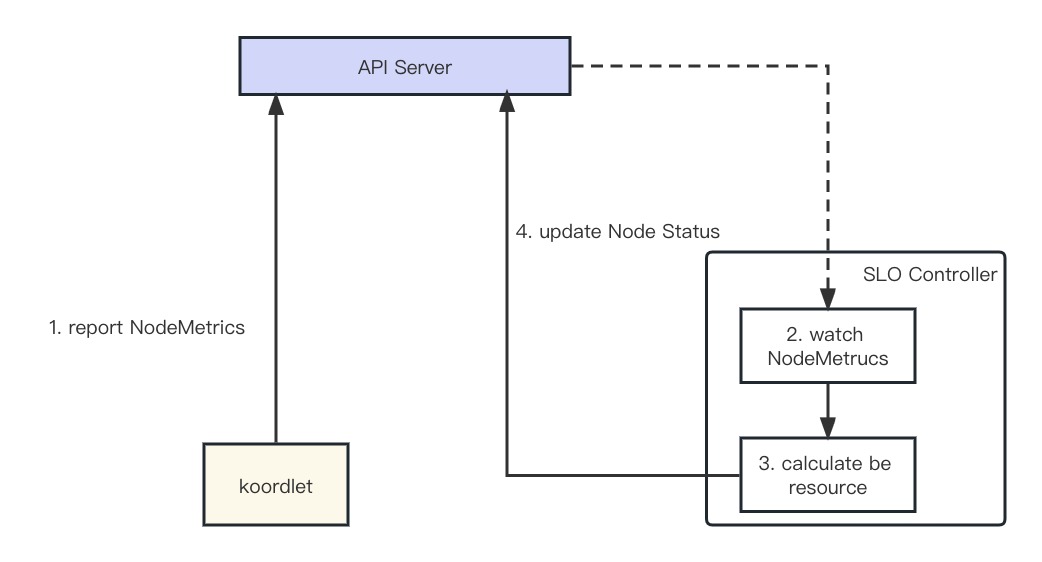 API Server
4. update Node Status
SLO Controller
1. report NodeMetrics
2. watch
NodeMetrucs
3. calculate be
resource
koordlet